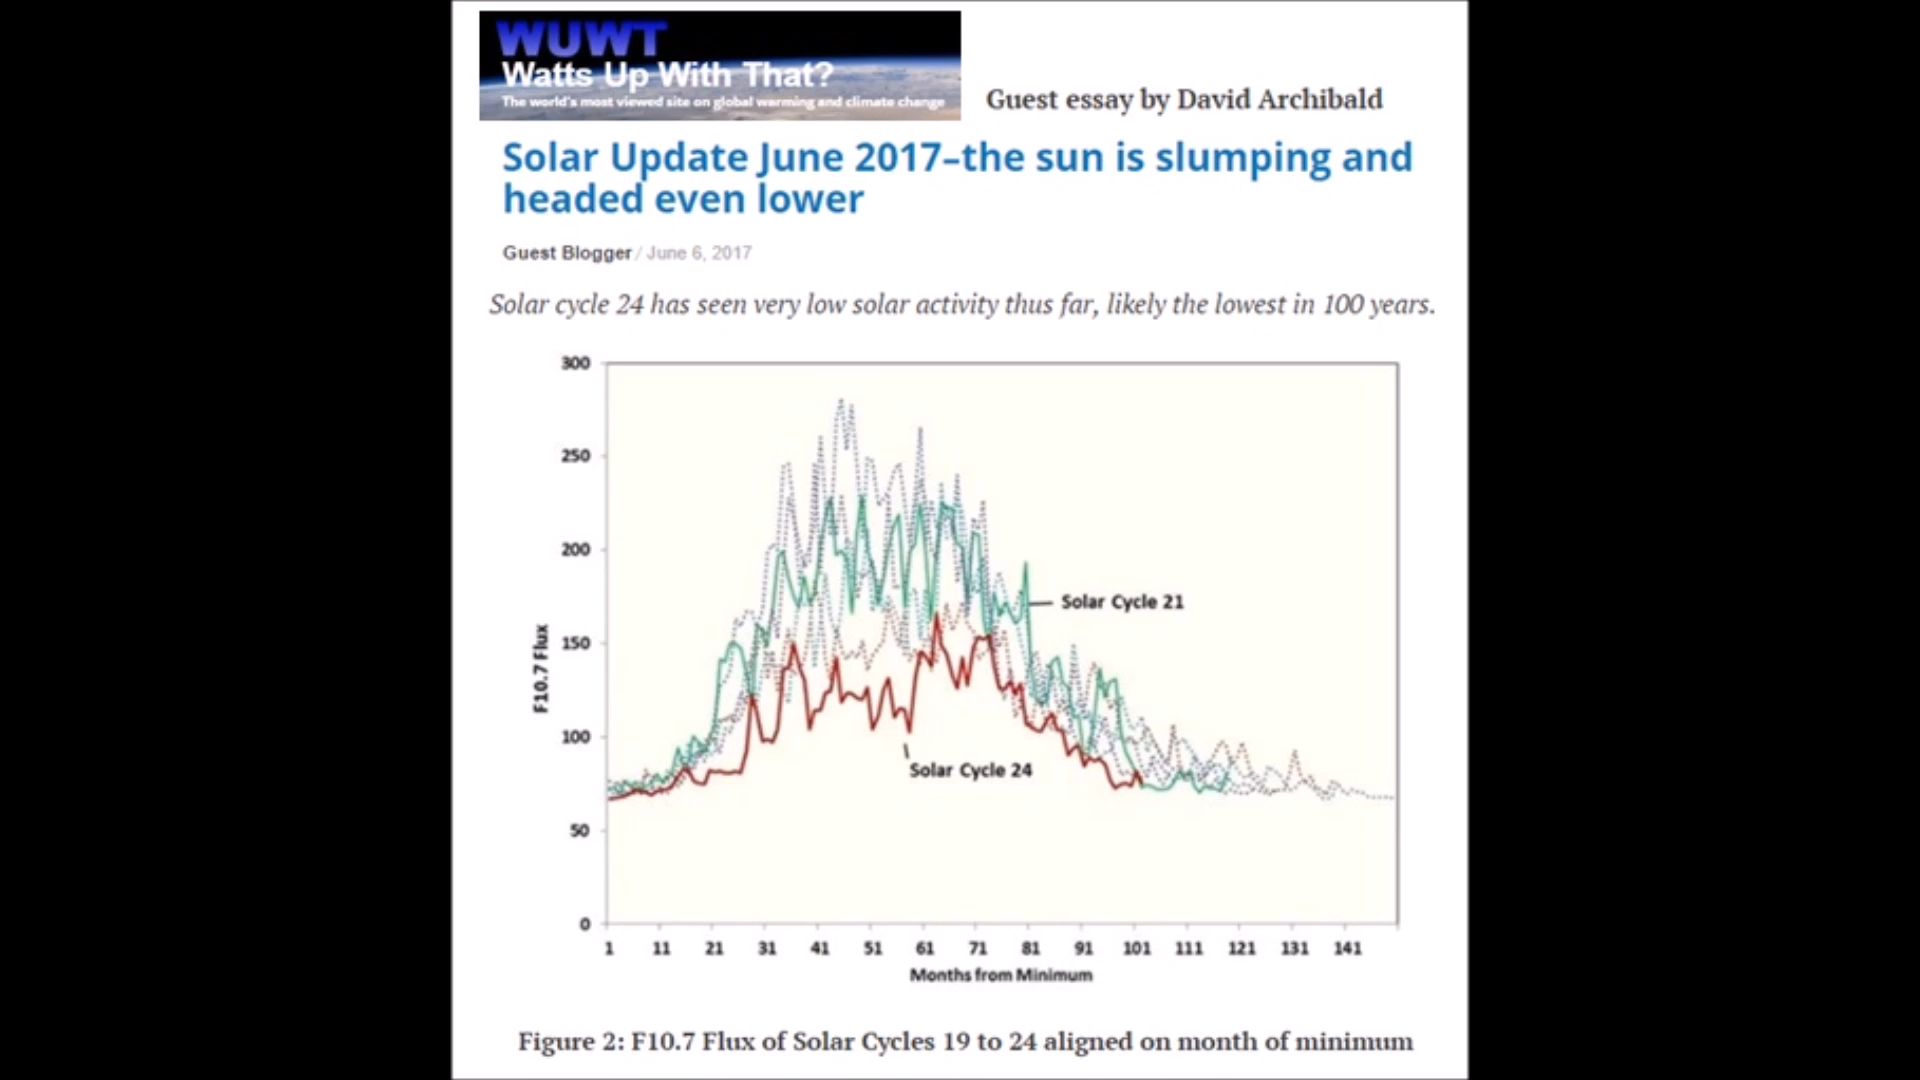 WUWT
Watts Up With That?
The world's most viewed site on global warming and climate change
Guest essay by David Archibald
Solar Update June 2017–the sun is slumping and
headed even lower
Guest Blogger / June 6, 2017
Solar cycle 24 has seen very low solar activity thus far, likely the lowest in 100 years.
300
250
200
150
100
50
0
F10.7 Flux
Solar Cycle 21
Solar Cycle 24
1 11 21 31 41 51 61 71 81 91 101 111 121 131 141
Months from Minimum
Figure 2: F10.7 Flux of Solar Cycles 19 to 24 aligned on month of minimum